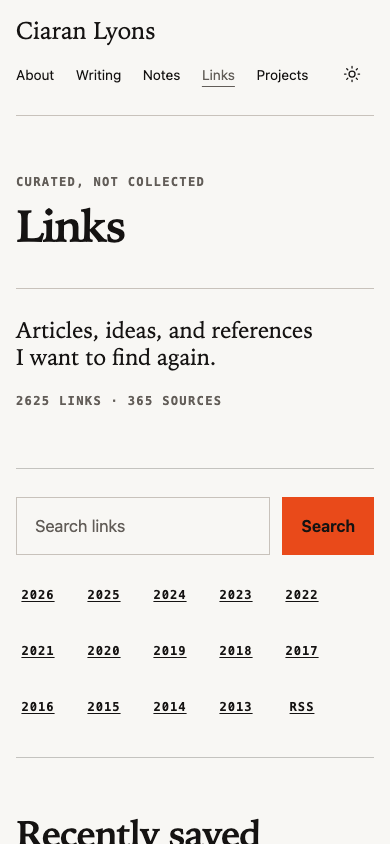 Ciaran Lyons
About Writing Notes Links Projects
CURATED, NOT COLLECTED
Links
Articles, ideas, and references
I want to find again.
2625 LINKS · 365 SOURCES
Search links Search
2026 2025 2024 2023 2022
2021 2020 2019 2018 2017
2016 2015 2014 2013 RSS
Recently saved